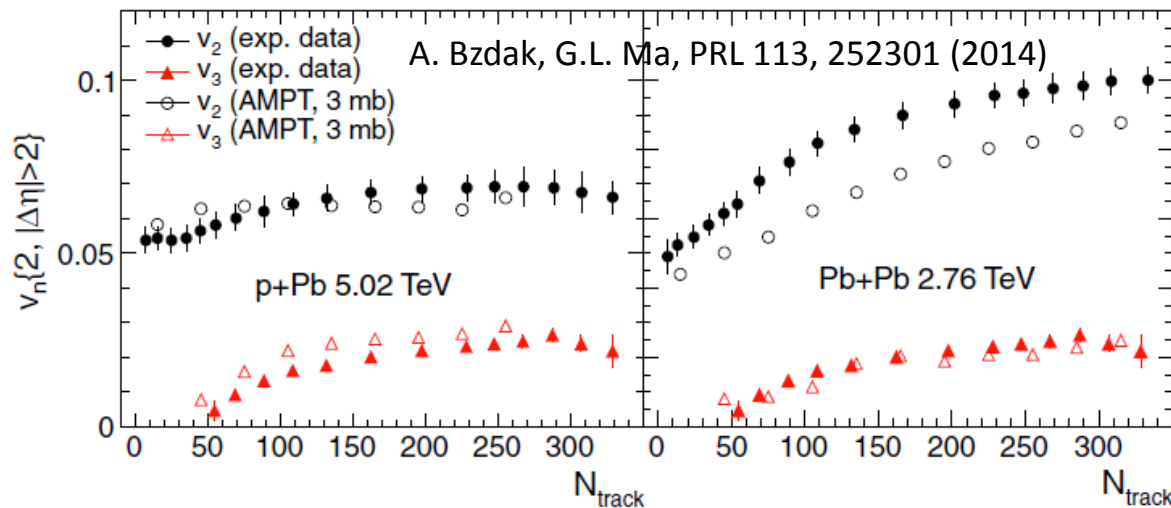 A. Bzdak, G.L. Ma, PRL 113, 252301 (2014)
v2 (exp. data)
v3 (exp. data)
v2 (AMPT, 3 mb)
v3 (AMPT, 3 mb)
0.1
0.05
0
vn{2, |Δη|>2}
p+Pb 5.02 TeV
Pb+Pb 2.76 TeV
0 50 100 150 200 250 300
0 50 100 150 200 250 300
Ntrack
Ntrack